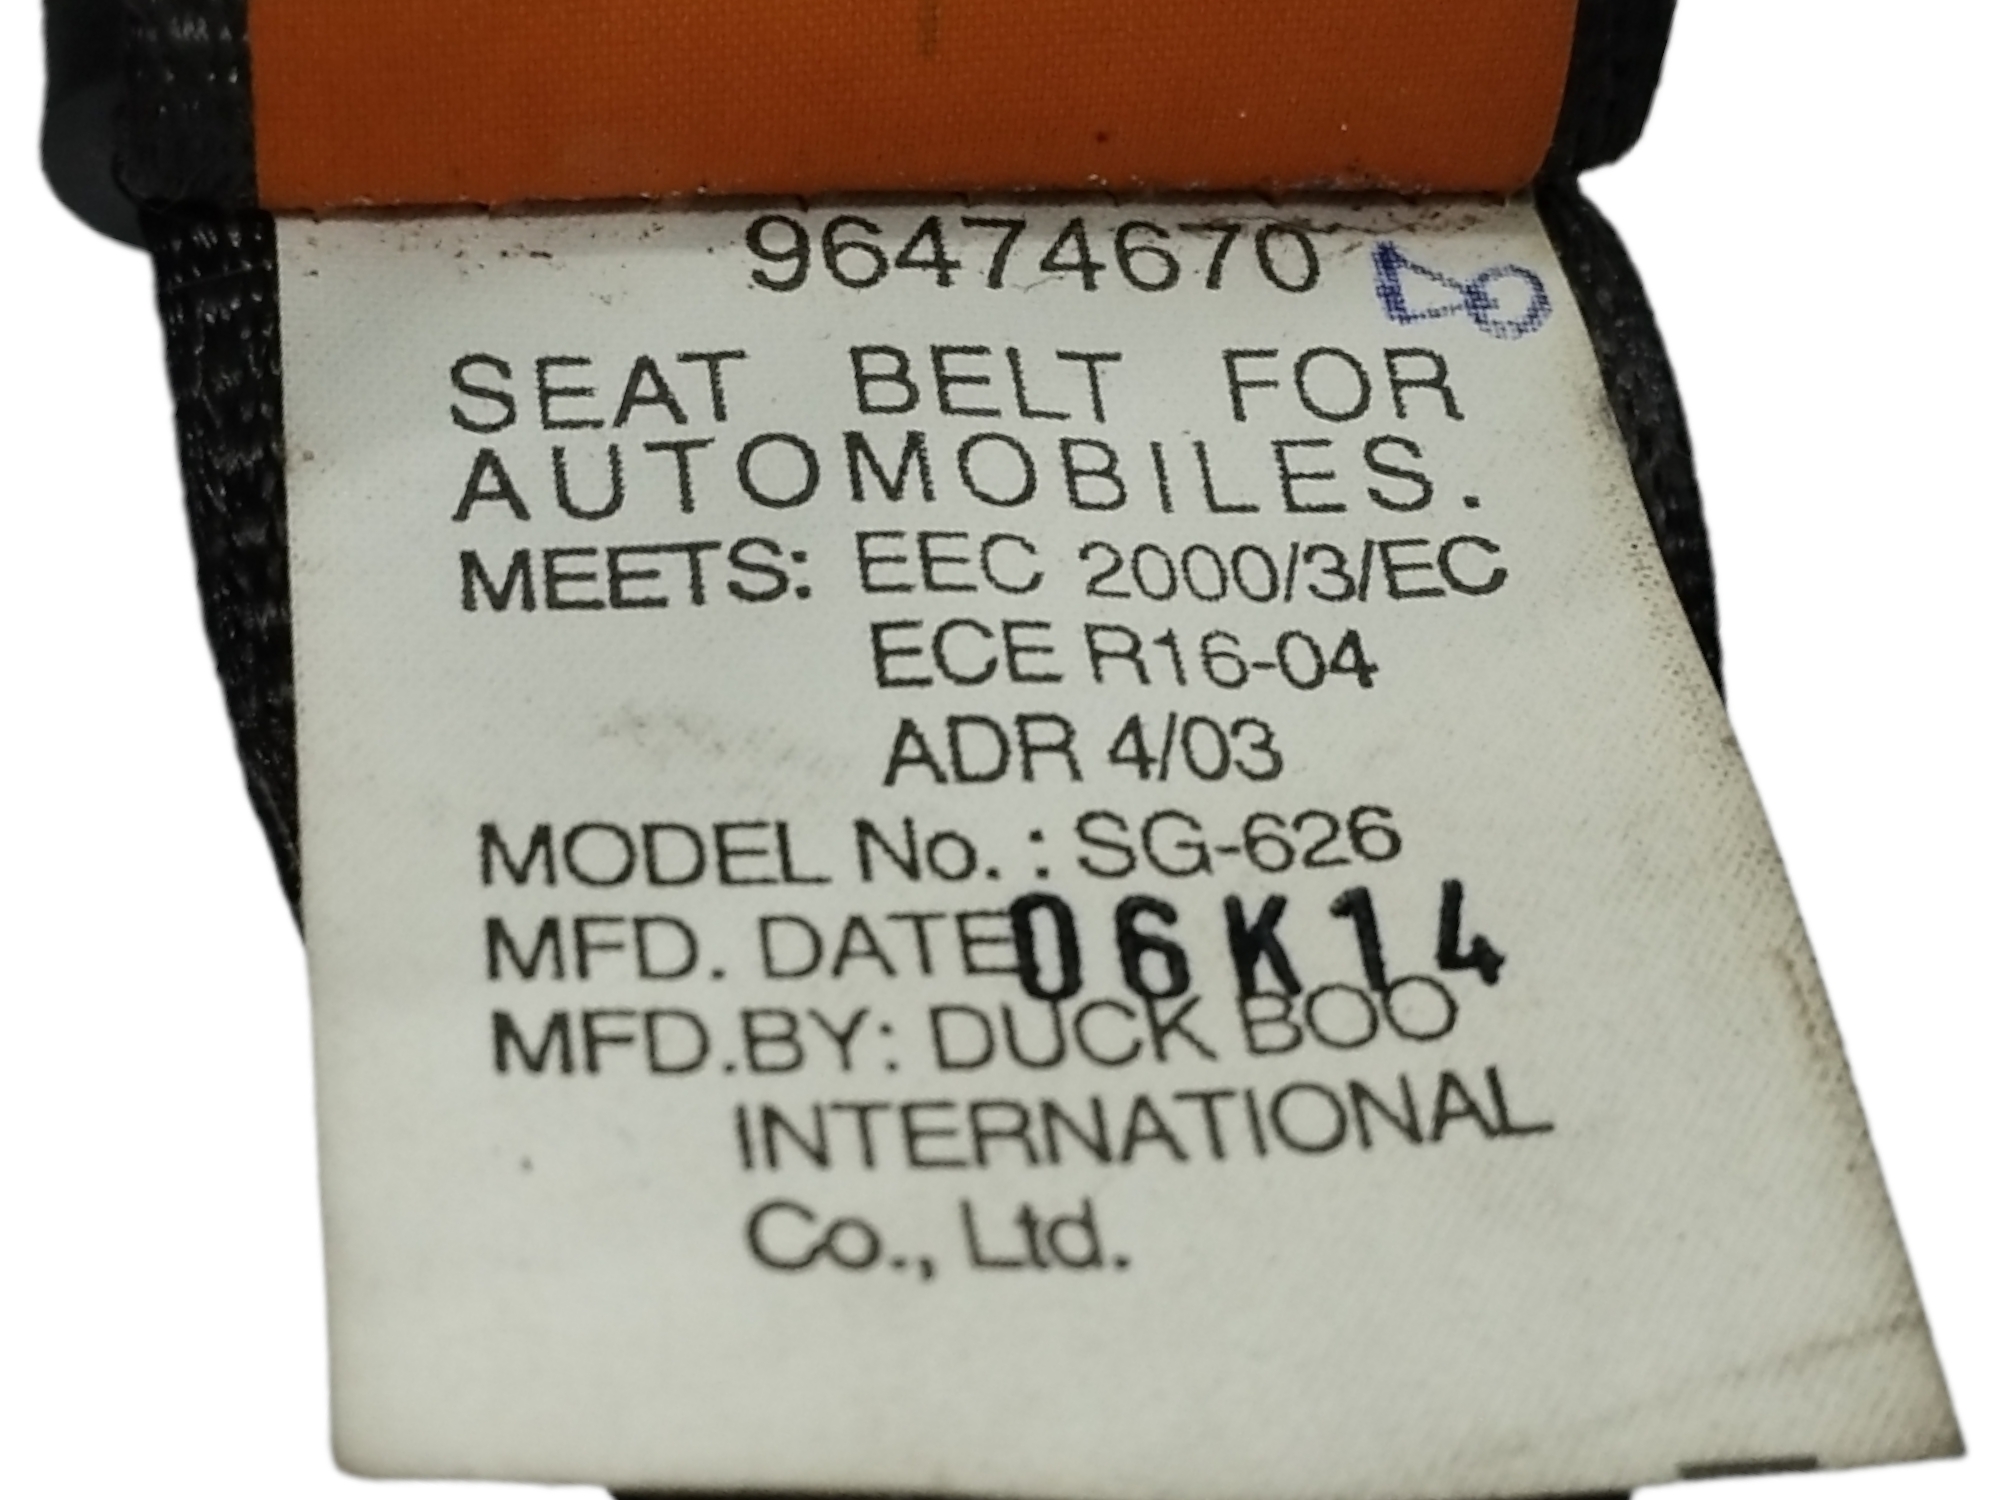 96474670
SEAT BELT FOR
AUTOMOBILES.
MEETS: EEC 2000/3/EC
ECE R16-04
ADR 4/03
MODEL No. : SG-626
MFD. DATE 06K14
MFD.BY: DUCK BOO
INTERNATIONAL
Co., Ltd.